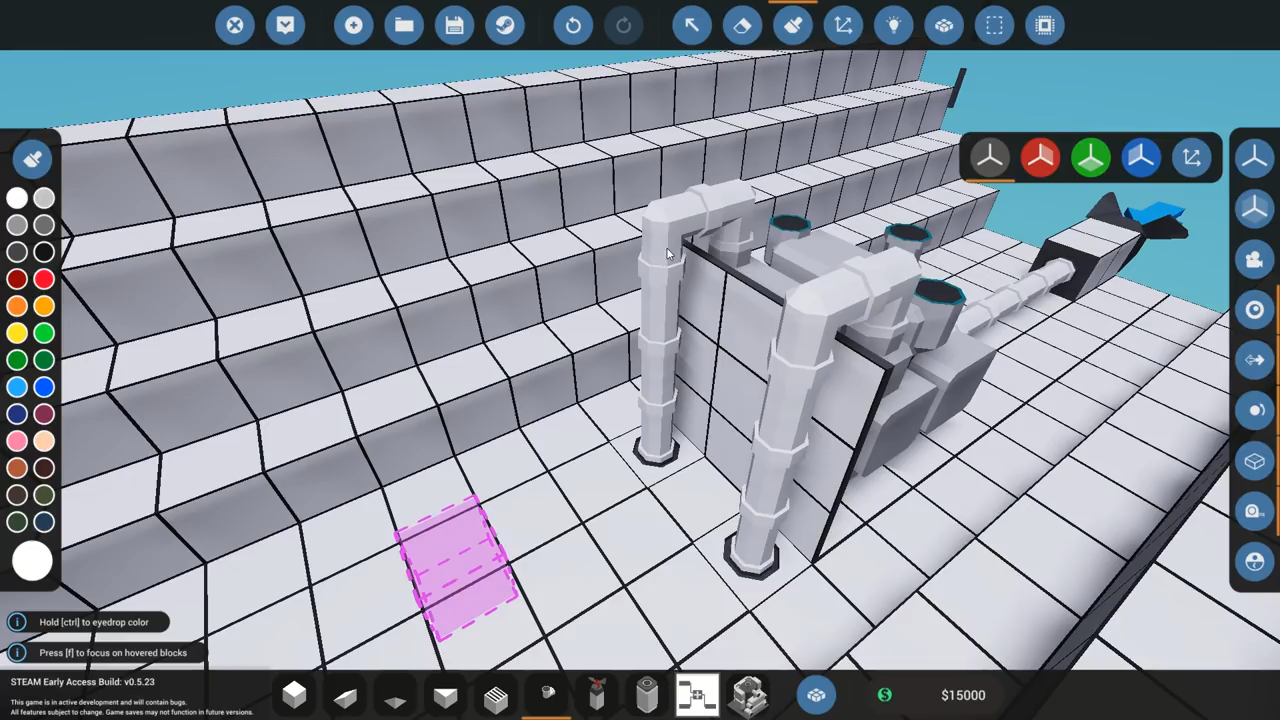 Hold [ctrl] to eyedrop color
Press [f] to focus on hovered blocks
STEAM Early Access Build: v0.5.23
This game is in active development and will contain bugs.
All features subject to change. Game saves may not function in future versions.
$ $15000